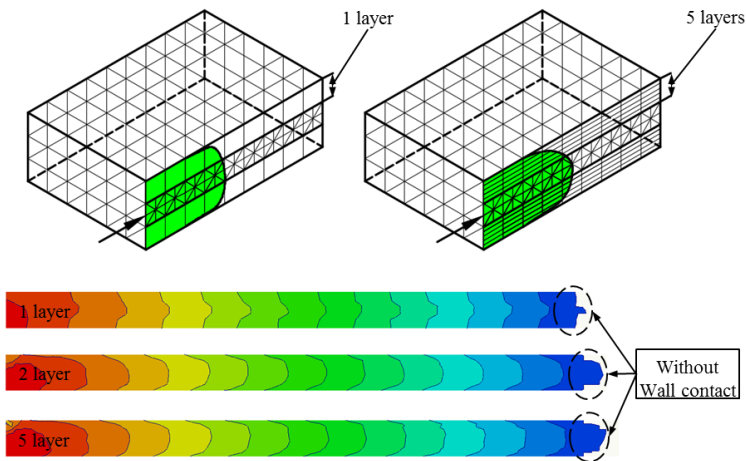 1 layer
5 layers
1 layer
2 layer
5 layer
Without
Wall contact